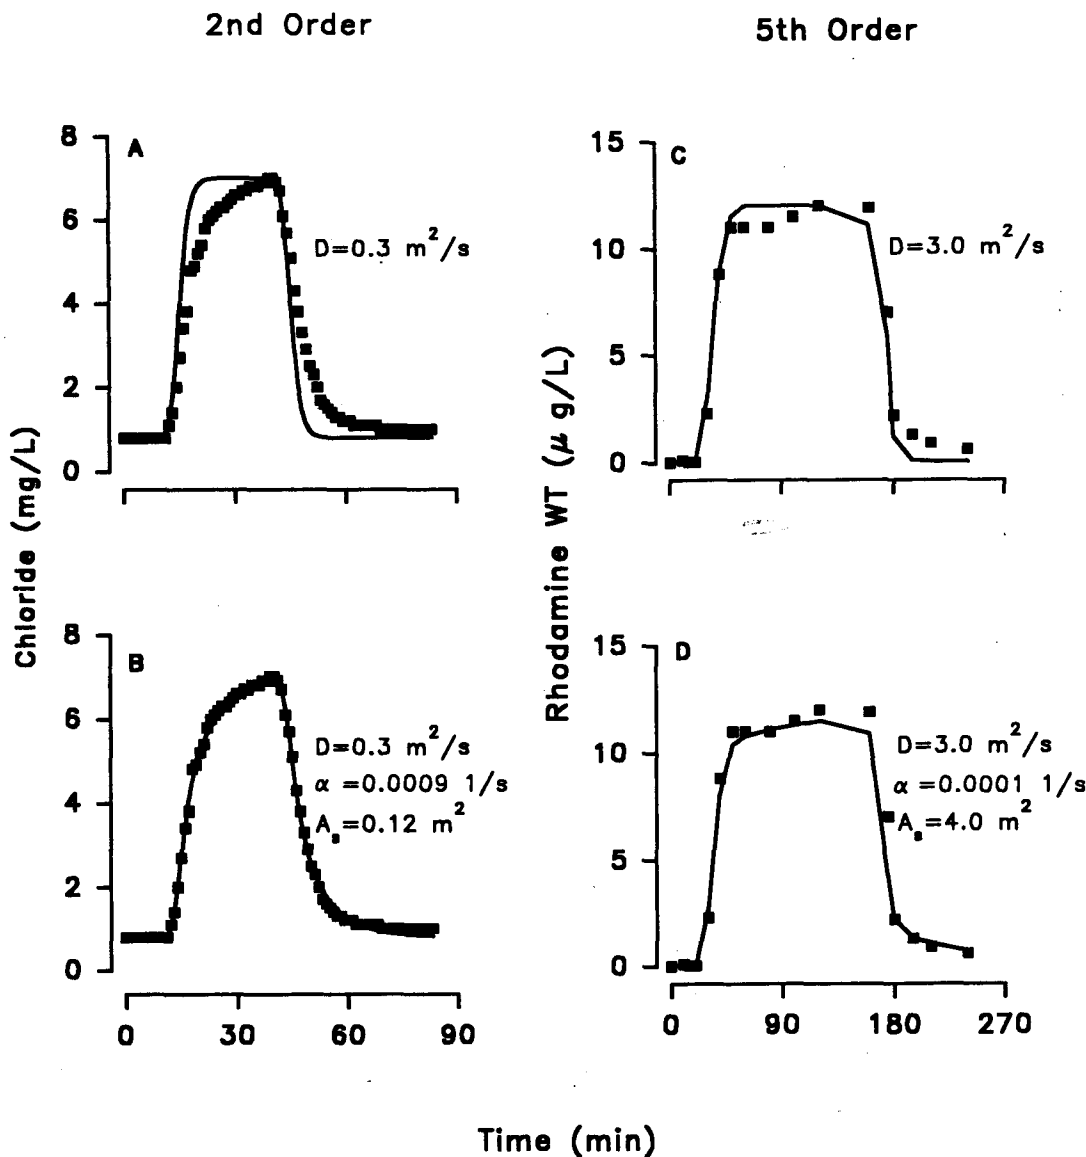 2nd Order
5th Order
Chloride (mg/L)
8
6
4
2
0
A
D=0.3 m²/s
Rhodamine WT (μ g/L)
15
10
5
0
C
D=3.0 m²/s
8
6
4
2
0
B
D=0.3 m²/s
α =0.0009 1/s
Aₛ=0.12 m²
0 30 60 90
15
10
5
0
D
D=3.0 m²/s
α =0.0001 1/s
Aₛ=4.0 m²
0 90 180 270
Time (min)